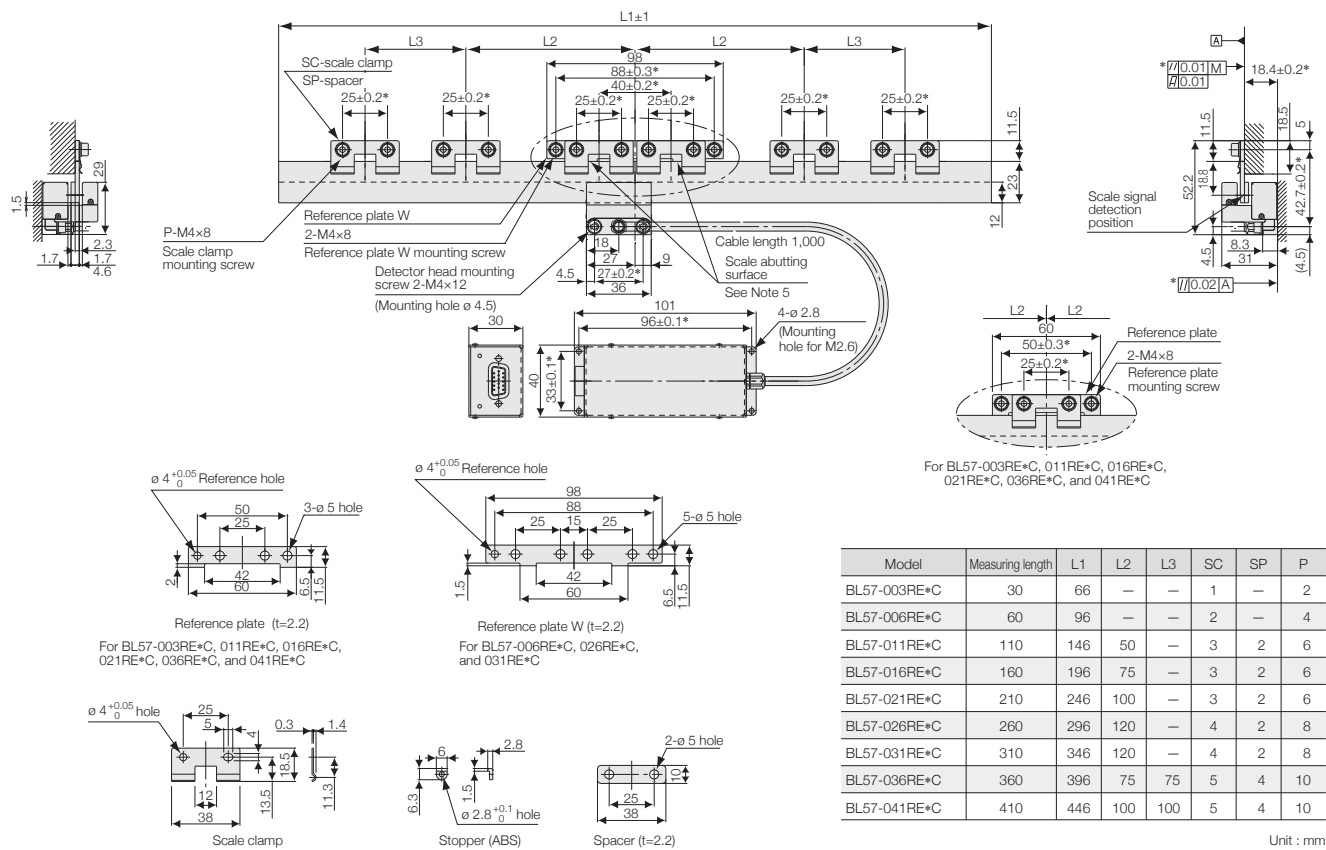 L1±1
L3
L2
L2
L3
98
88±0.3*
40±0.2*
25±0.2*
25±0.2*
25±0.2*
25±0.2*
25±0.2*
25±0.2*
SC-scale clamp
SP-spacer
11.5
23
12
29
1.5
2.3
1.7
1.7
4.6
P-M4×8
Scale clamp
mounting screw
Reference plate W
2-M4×8
Reference plate W mounting screw
Detector head mounting
screw 2-M4×12
(Mounting hole ø 4.5)
18
27
9
4.5
27±0.2*
36
Cable length 1,000
Scale abutting
surface
See Note 5
A
*//0.01 M
0.01
18.4±0.2*
11.5
18.5
5
52.2
18.8
42.7±0.2*
Scale signal
detection
position
4.5
8.3
31
(4.5)
*//0.02 A
30
101
96±0.1*
40
33±0.1*
4-ø 2.8
(Mounting
hole for M2.6)
L2
L2
60
50±0.3*
25±0.2*
Reference plate
2-M4×8
Reference plate
mounting screw
For BL57-003RE*C, 011RE*C, 016RE*C,
021RE*C, 036RE*C, and 041RE*C
ø 4 +0.05 0 Reference hole
50
25
3-ø 5 hole
2
42
60
6.5
11.5
Reference plate (t=2.2)
For BL57-003RE*C, 011RE*C, 016RE*C,
021RE*C, 036RE*C, and 041RE*C
ø 4 +0.05 0 Reference hole
98
88
25
15
25
5-ø 5 hole
1.5
42
60
6.5
11.5
Reference plate W (t=2.2)
For BL57-006RE*C, 026RE*C,
and 031RE*C
ø 4 +0.05 0 hole
25
5
4
18.5
13.5
12
38
0.3
1.4
11.3
Scale clamp
6
6.3
2.8
1.5
ø 2.8 +0.1 0 hole
Stopper (ABS)
2-ø 5 hole
10
25
38
Spacer (t=2.2)
Model Measuring length L1 L2 L3 SC SP P
BL57-003RE*C 30 66 — — 1 — 2
BL57-006RE*C 60 96 — — 2 — 4
BL57-011RE*C 110 146 50 — 3 2 6
BL57-016RE*C 160 196 75 — 3 2 6
BL57-021RE*C 210 246 100 — 3 2 6
BL57-026RE*C 260 296 120 — 4 2 8
BL57-031RE*C 310 346 120 — 4 2 8
BL57-036RE*C 360 396 75 75 5 4 10
BL57-041RE*C 410 446 100 100 5 4 10
Unit : mm